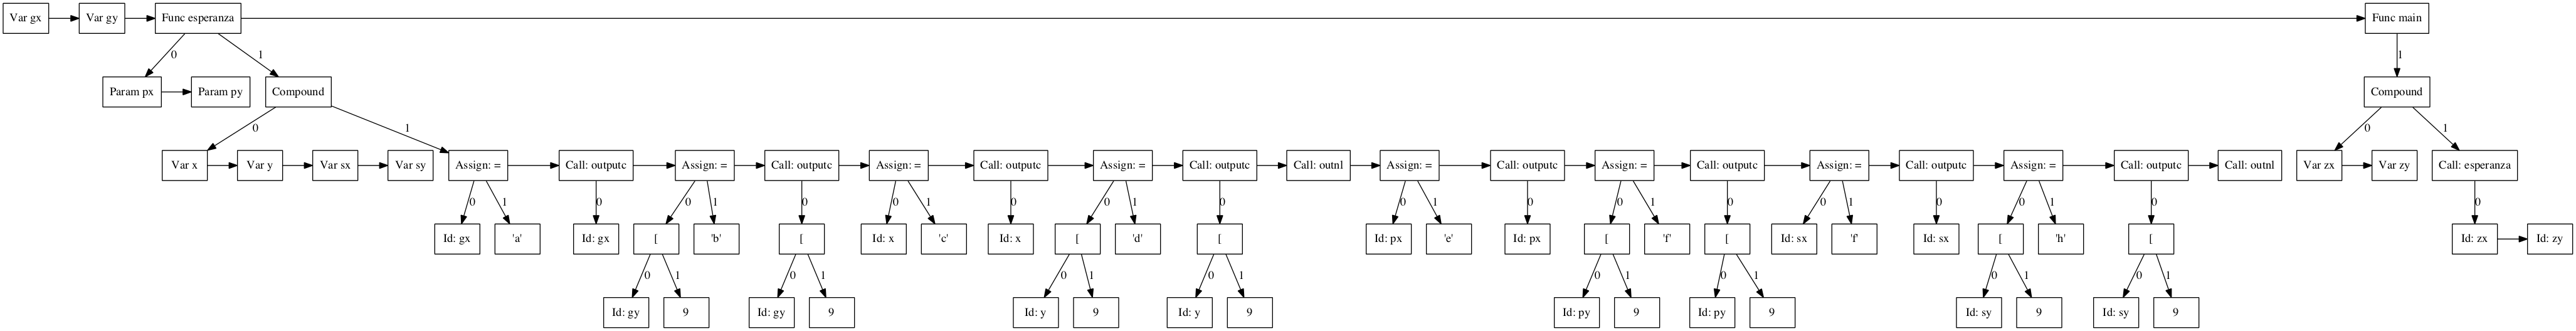 Var gx Var gy Func esperanza Func main
0 1 1
Param px Param py Compound Compound
0 1 0 1
Var x Var y Var sx Var sy Assign: = Call: outputc Assign: = Call: outputc Assign: = Call: outputc Assign: = Call: outputc Call: outnl Assign: = Call: outputc Assign: = Call: outputc Assign: = Call: outputc Assign: = Call: outputc Call: outnl Var zx Var zy Call: esperanza
0 1 0 0 1 0 0 1 0 0 1 0 0 1 0 0 1 0 0 1 0 0 1 0 0
Id: gx 'a' Id: gx [ 'b' [ Id: x 'c' Id: x [ 'd' [ Id: px 'e' Id: px [ 'f' [ Id: sx 'f' Id: sx [ 'h' [ Id: zx Id: zy
0 1 0 1 0 1 0 1 0 1 0 1 0 1 0 1
Id: gy 9 Id: gy 9 Id: y 9 Id: y 9 Id: py 9 Id: py 9 Id: sy 9 Id: sy 9